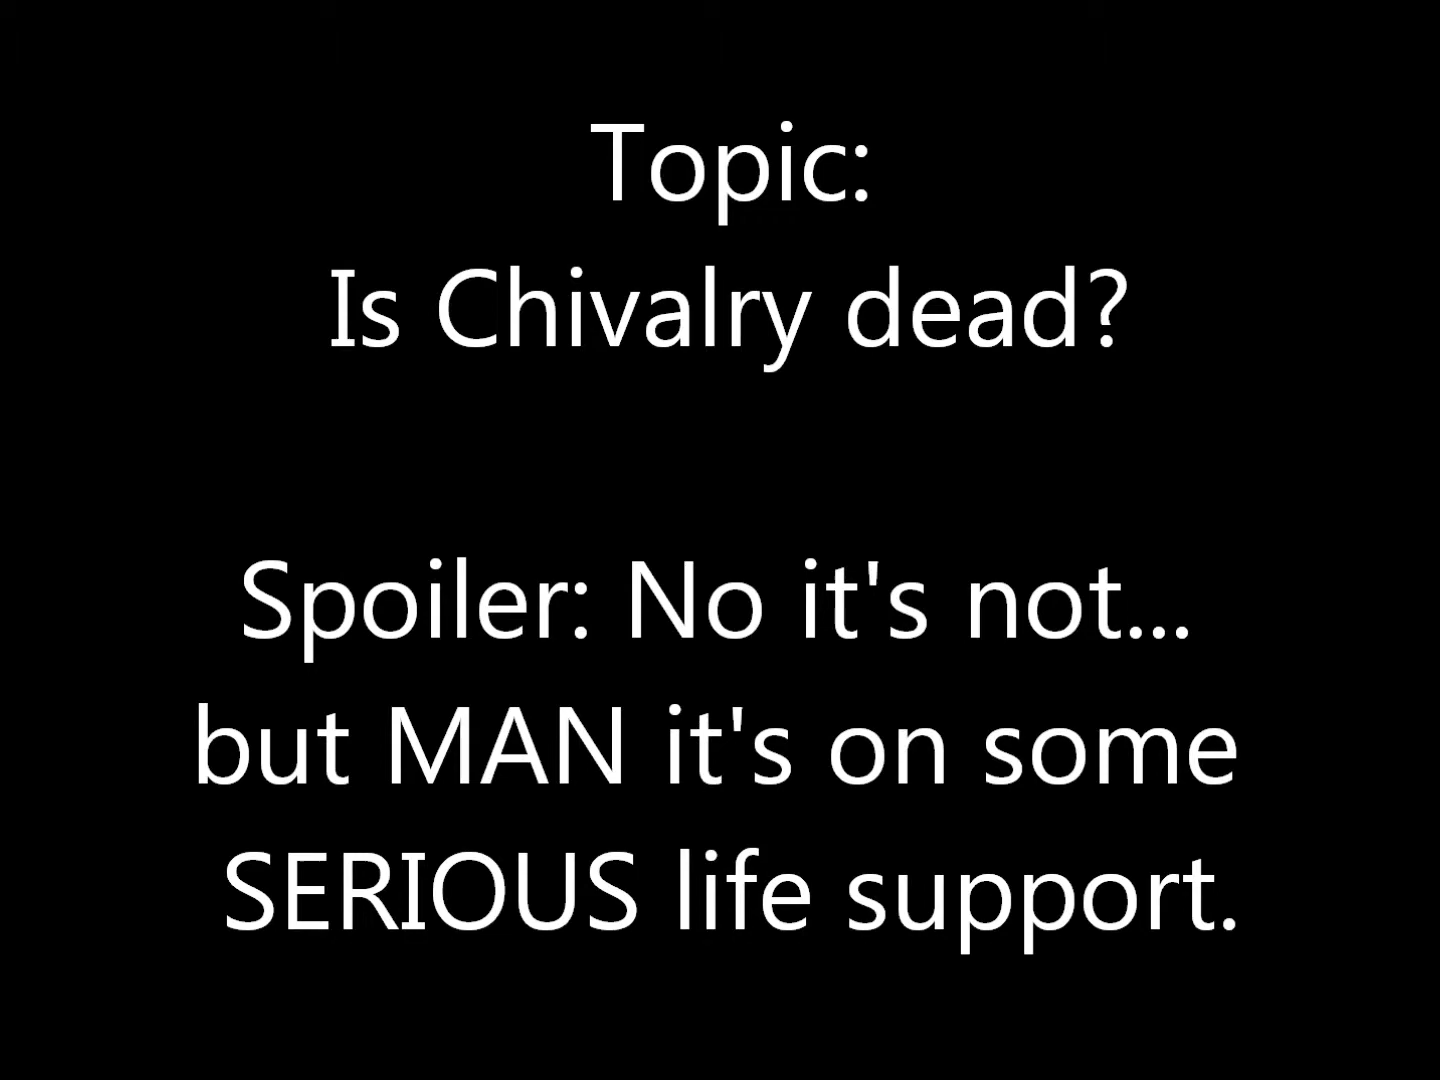 Topic:
Is Chivalry dead?
Spoiler: No it's not...
but MAN it's on some
SERIOUS life support.